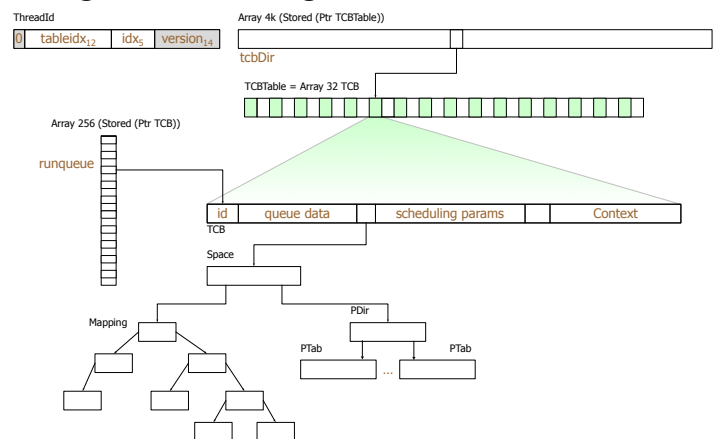 ThreadId
0 tableidx₁₂ idx₅ version₁₄
Array 4k (Stored (Ptr TCBTable))
tcbDir
TCBTable = Array 32 TCB
Array 256 (Stored (Ptr TCB))
runqueue
id queue data scheduling params Context
TCB
Space
Mapping
PDir
PTab PTab
...